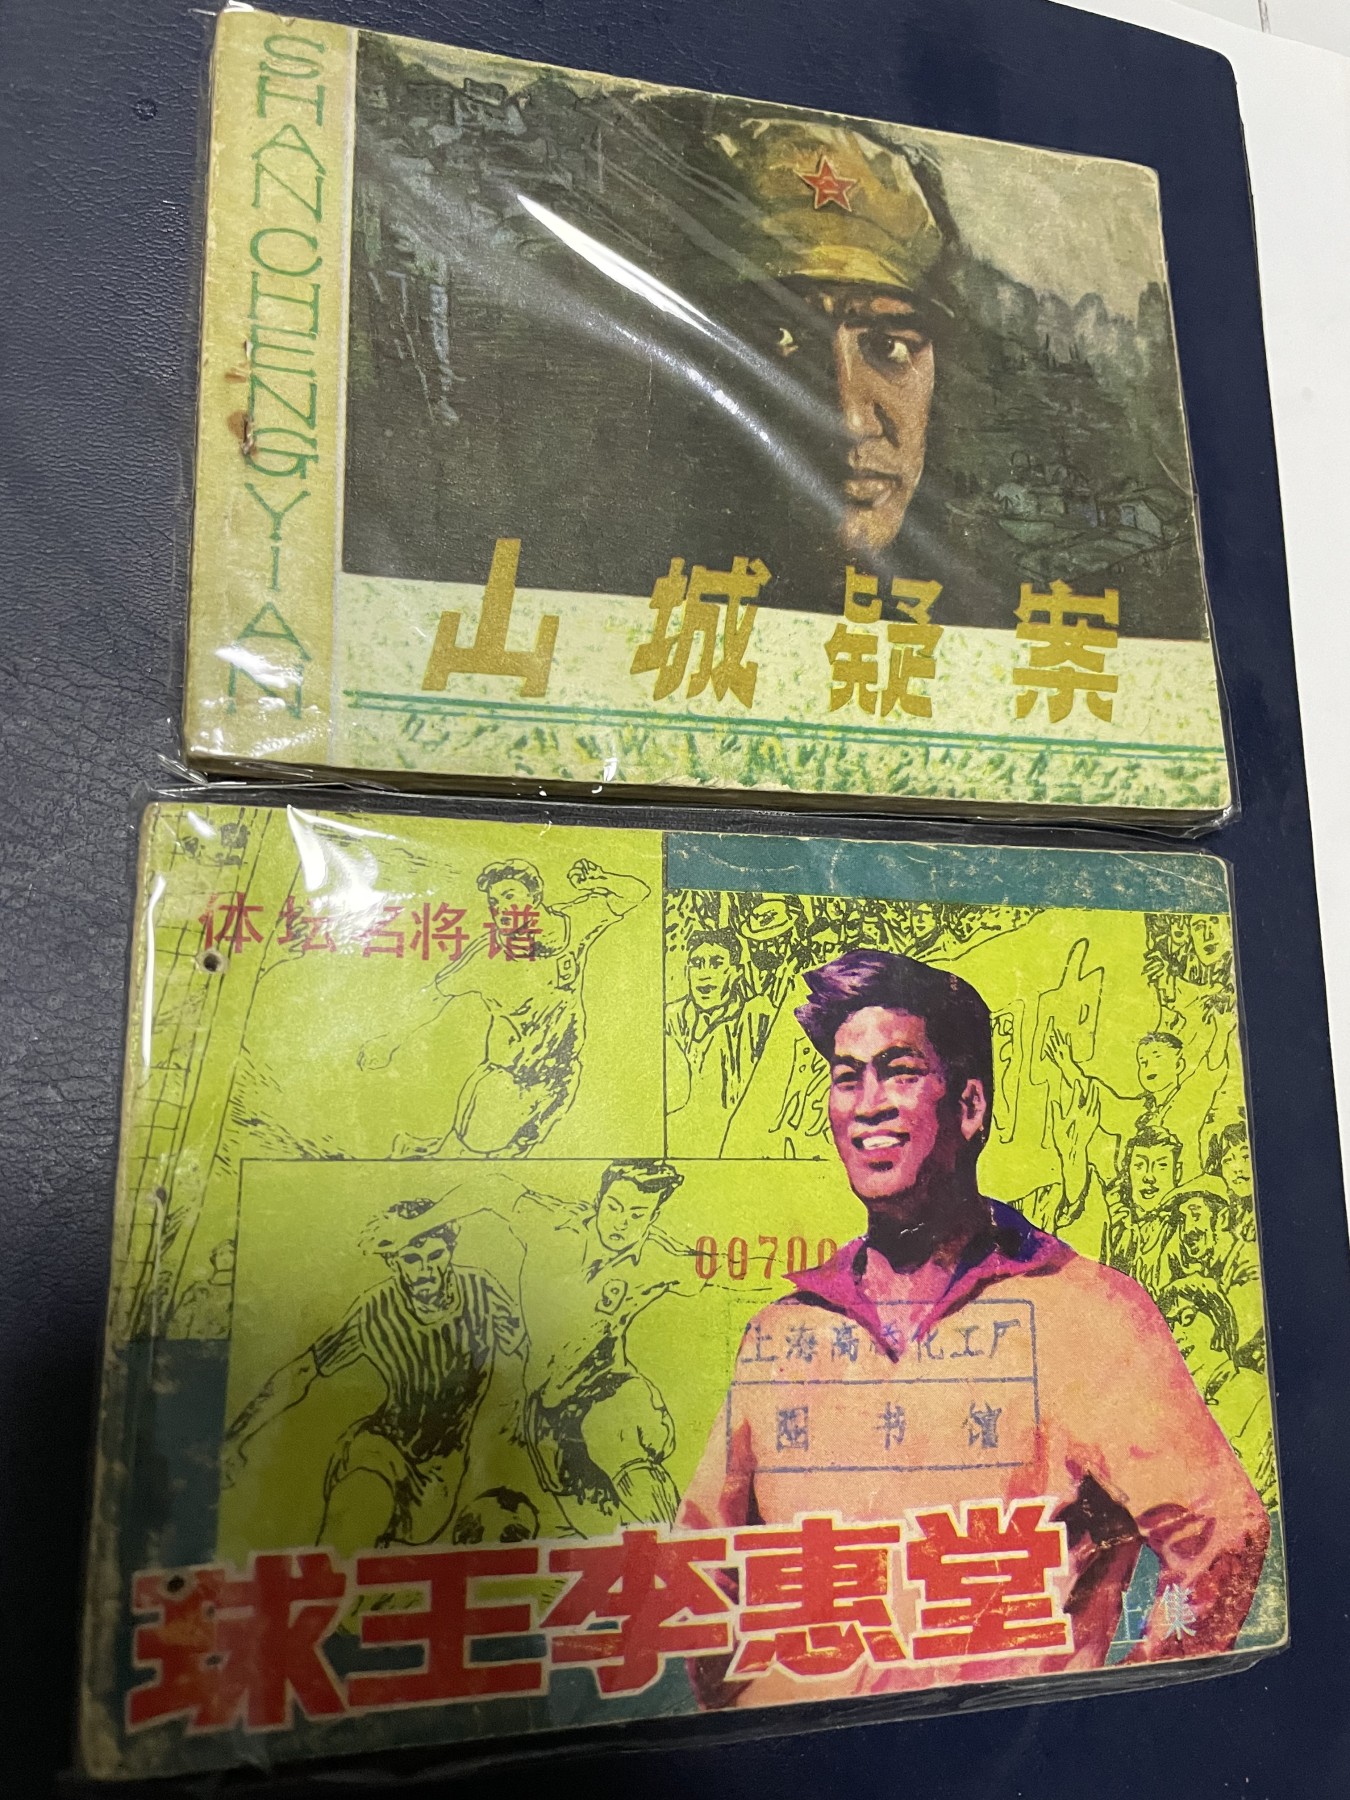 SHANCHENGYIAN
山城疑案
体坛名将谱
00700
上海高桥化工厂
图书馆
球王李惠堂
上集